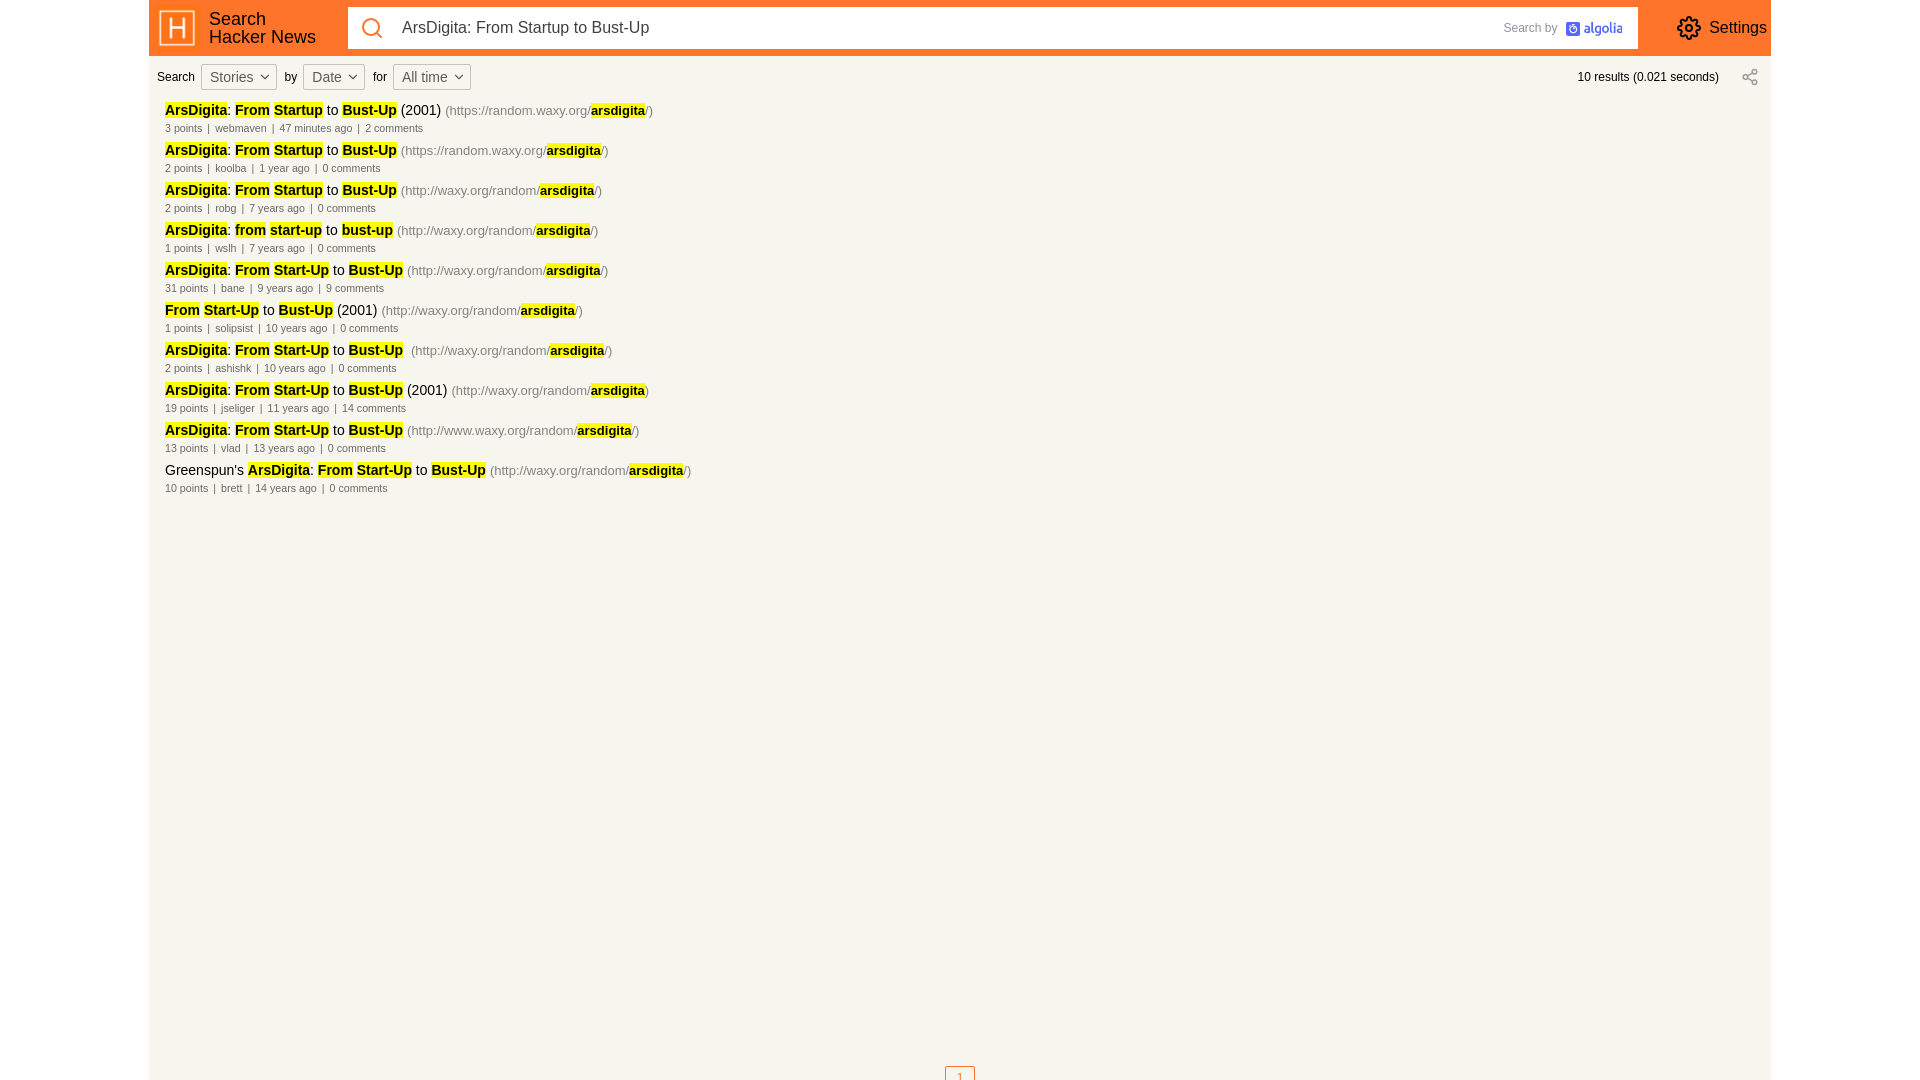 H
Search
Hacker News
ArsDigita: From Startup to Bust-Up
Search by algolia
Settings
Search Stories by Date for All time
10 results (0.021 seconds)
ArsDigita: From Startup to Bust-Up (2001) (https://random.waxy.org/arsdigita/)
3 points | webmaven | 47 minutes ago | 2 comments
ArsDigita: From Startup to Bust-Up (https://random.waxy.org/arsdigita/)
2 points | koolba | 1 year ago | 0 comments
ArsDigita: From Startup to Bust-Up (http://waxy.org/random/arsdigita/)
2 points | robg | 7 years ago | 0 comments
ArsDigita: from start-up to bust-up (http://waxy.org/random/arsdigita/)
1 points | wslh | 7 years ago | 0 comments
ArsDigita: From Start-Up to Bust-Up (http://waxy.org/random/arsdigita/)
31 points | bane | 9 years ago | 9 comments
From Start-Up to Bust-Up (2001) (http://waxy.org/random/arsdigita/)
1 points | solipsist | 10 years ago | 0 comments
ArsDigita: From Start-Up to Bust-Up (http://waxy.org/random/arsdigita/)
2 points | ashishk | 10 years ago | 0 comments
ArsDigita: From Start-Up to Bust-Up (2001) (http://waxy.org/random/arsdigita)
19 points | jseliger | 11 years ago | 14 comments
ArsDigita: From Start-Up to Bust-Up (http://www.waxy.org/random/arsdigita/)
13 points | vlad | 13 years ago | 0 comments
Greenspun's ArsDigita: From Start-Up to Bust-Up (http://waxy.org/random/arsdigita/)
10 points | brett | 14 years ago | 0 comments
1